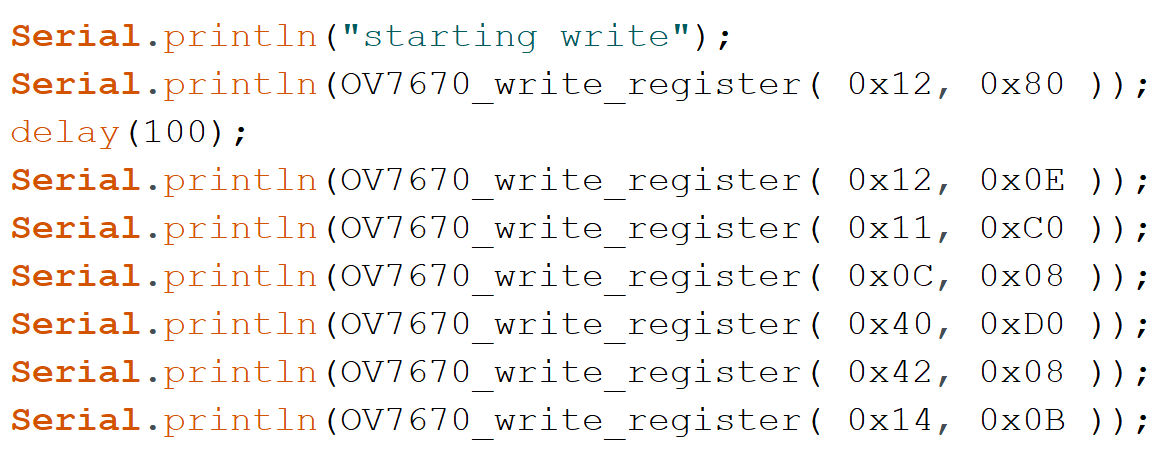 Serial.println("starting write");
Serial.println(OV7670_write_register( 0x12, 0x80 ));
delay(100);
Serial.println(OV7670_write_register( 0x12, 0x0E ));
Serial.println(OV7670_write_register( 0x11, 0xC0 ));
Serial.println(OV7670_write_register( 0x0C, 0x08 ));
Serial.println(OV7670_write_register( 0x40, 0xD0 ));
Serial.println(OV7670_write_register( 0x42, 0x08 ));
Serial.println(OV7670_write_register( 0x14, 0x0B ));